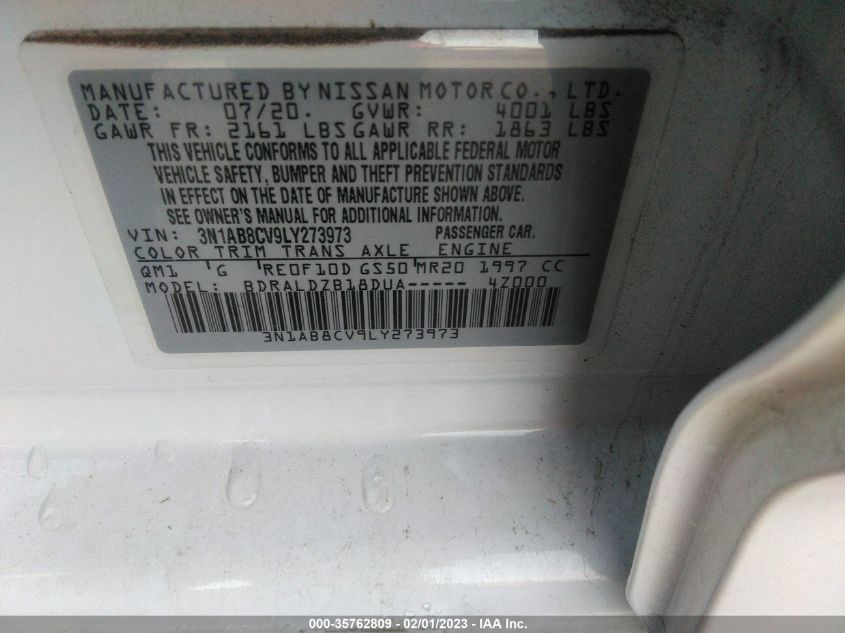 MANUFACTURED BY NISSAN MOTOR CO., LTD.
DATE: 07/20. GVWR: 4001 LBS
GAWR FR: 2161 LBS GAWR RR: 1863 LBS
THIS VEHICLE CONFORMS TO ALL APPLICABLE FEDERAL MOTOR
VEHICLE SAFETY, BUMPER AND THEFT PREVENTION STANDARDS
IN EFFECT ON THE DATE OF MANUFACTURE SHOWN ABOVE.
SEE OWNER'S MANUAL FOR ADDITIONAL INFORMATION.
VIN: 3N1AB8CV9LY273973 PASSENGER CAR.
COLOR TRIM TRANS AXLE ENGINE
QM1 G RE0F10D GS50 MR20 1997 CC
MODEL: BDRALDZB18DUA----- 4Z000
3N1AB8CV9LY273973
000-35762809 - 02/01/2023 - IAA Inc.